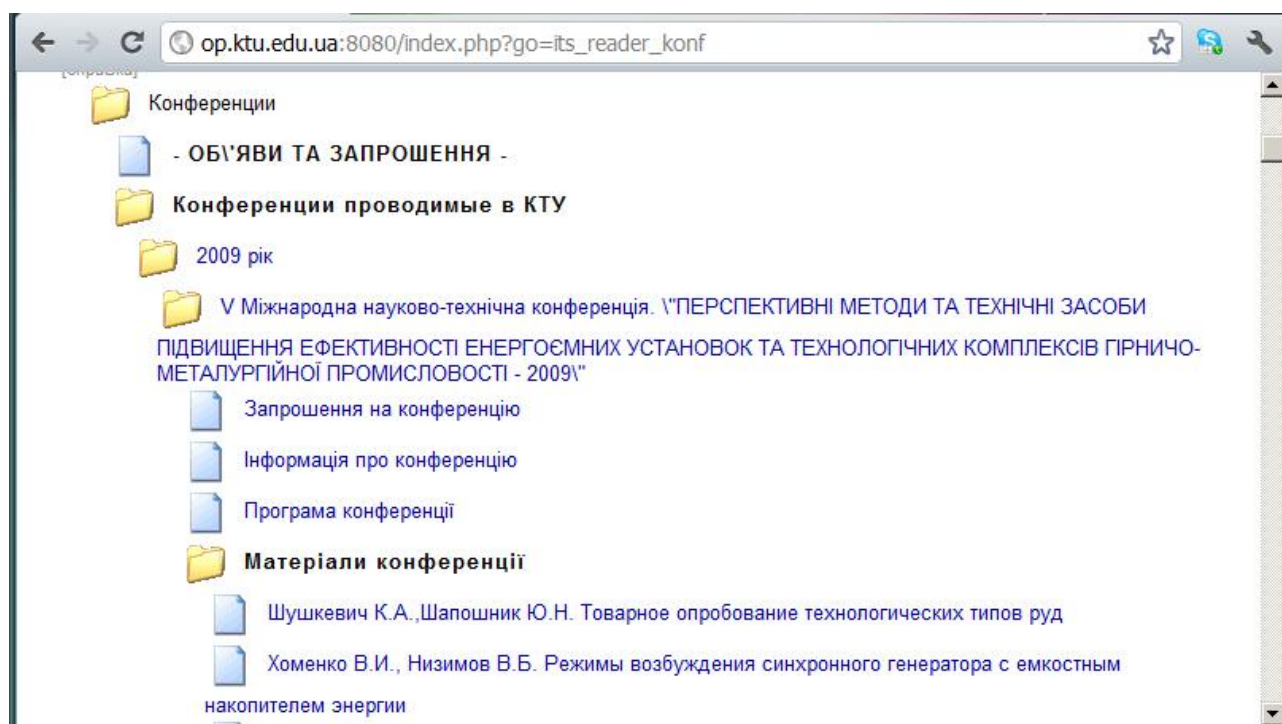 op.ktu.edu.ua:8080/index.php?go=its_reader_konf
Конференции
- ОБ\'ЯВИ ТА ЗАПРОШЕННЯ -
Конференции проводимые в КТУ
2009 рік
V Міжнародна науково-технічна конференція. \"ПЕРСПЕКТИВНІ МЕТОДИ ТА ТЕХНІЧНІ ЗАСОБИ
ПІДВИЩЕННЯ ЕФЕКТИВНОСТІ ЕНЕРГОЄМНИХ УСТАНОВОК ТА ТЕХНОЛОГІЧНИХ КОМПЛЕКСІВ ГІРНИЧО-
МЕТАЛУРГІЙНОЇ ПРОМИСЛОВОСТІ - 2009\"
Запрошення на конференцію
Інформація про конференцію
Програма конференції
Матеріали конференції
Шушкевич К.А.,Шапошник Ю.Н. Товарное опробование технологических типов руд
Хоменко В.И., Низимов В.Б. Режимы возбуждения синхронного генератора с емкостным
накопителем энергии